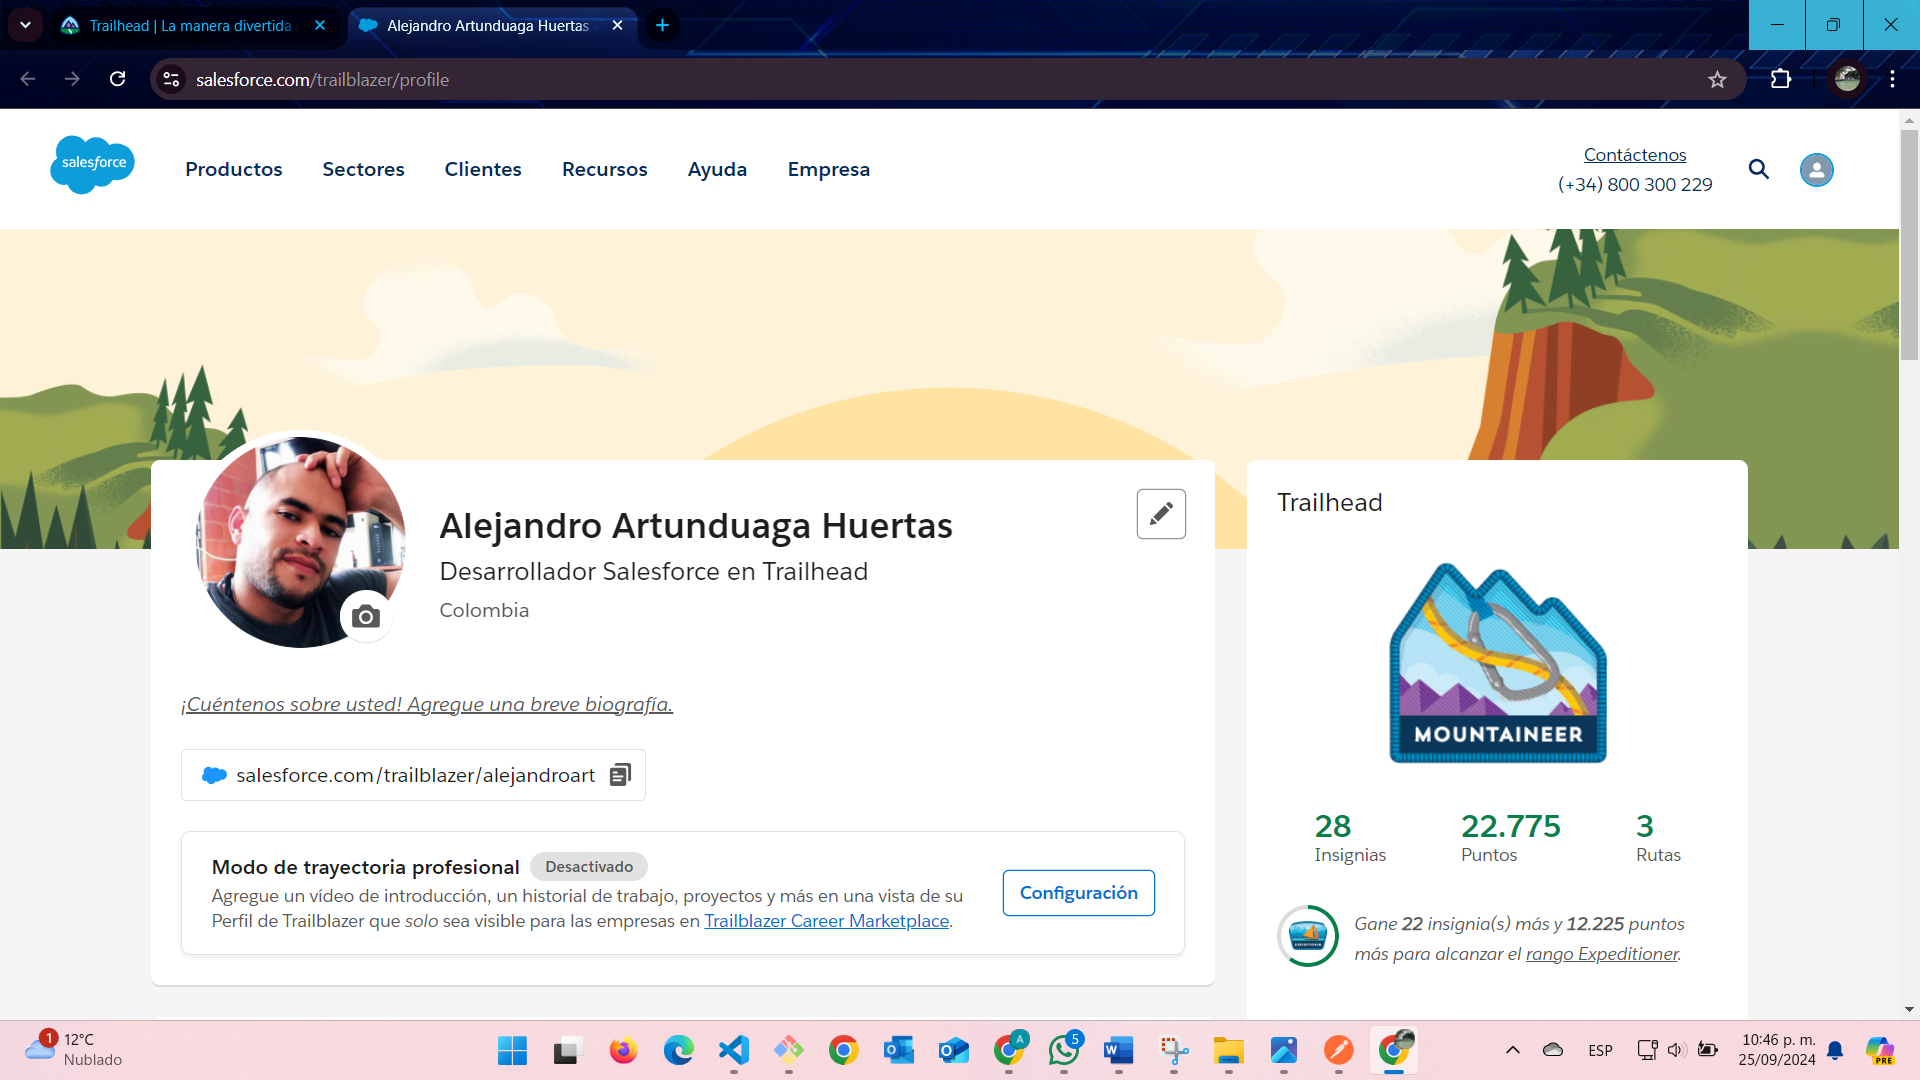 Trailhead | La manera divertida
Alejandro Artunduaga Huertas
salesforce.com/trailblazer/profile
salesforce
Productos
Sectores
Clientes
Recursos
Ayuda
Empresa
Contáctenos
(+34) 800 300 229
Alejandro Artunduaga Huertas
Desarrollador Salesforce en Trailhead
Colombia
¡Cuéntenos sobre usted! Agregue una breve biografía.
salesforce.com/trailblazer/alejandroart
Modo de trayectoria profesional
Desactivado
Agregue un vídeo de introducción, un historial de trabajo, proyectos y más en una vista de su
Perfil de Trailblazer que solo sea visible para las empresas en Trailblazer Career Marketplace.
Configuración
Trailhead
MOUNTAINEER
28
Insignias
22.775
Puntos
3
Rutas
Gane 22 insignia(s) más y 12.225 puntos
más para alcanzar el rango Expeditioner.
1
12°C
Nublado
A
5
ESP
10:46 p. m.
25/09/2024
PRE